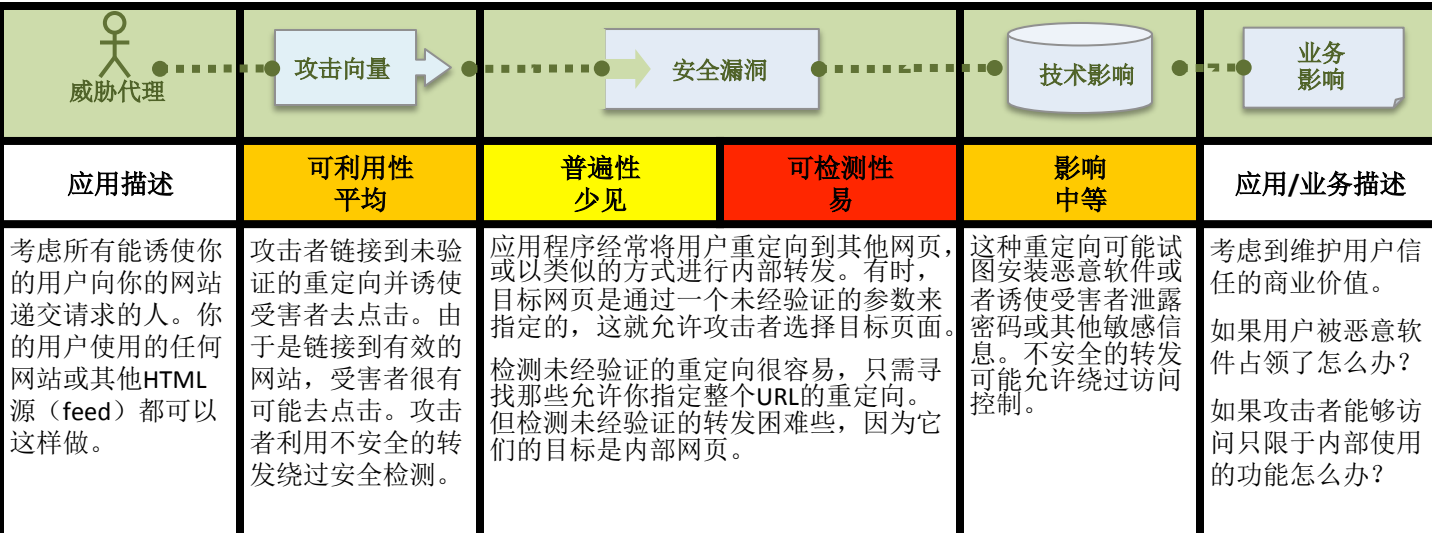 威胁代理
攻击向量
安全漏洞
技术影响
业务
影响
应用描述
可利用性
平均
普遍性
少见
可检测性
易
影响
中等
应用/业务描述
考虑所有能诱使你
的用户向你的网站
递交请求的人。你
的用户使用的任何
网站或其他HTML
源（feed）都可以
这样做。
攻击者链接到未验
证的重定向并诱使
受害者去点击。由
于是链接到有效的
网站，受害者很有
可能去点击。攻击
者利用不安全的转
发绕过安全检测。
应用程序经常将用户重定向到其他网页，
或以类似的方式进行内部转发。有时，
目标网页是通过一个未经验证的参数来
指定的，这就允许攻击者选择目标页面。
检测未经验证的重定向很容易，只需寻
找那些允许你指定整个URL的重定向。
但检测未经验证的转发困难些，因为它
们的目标是内部网页。
这种重定向可能试
图安装恶意软件或
者诱使受害者泄露
密码或其他敏感信
息。不安全的转发
可能允许绕过访问
控制。
考虑到维护用户信
任的商业价值。
如果用户被恶意软
件占领了怎么办？
如果攻击者能够访
问只限于内部使用
的功能怎么办？